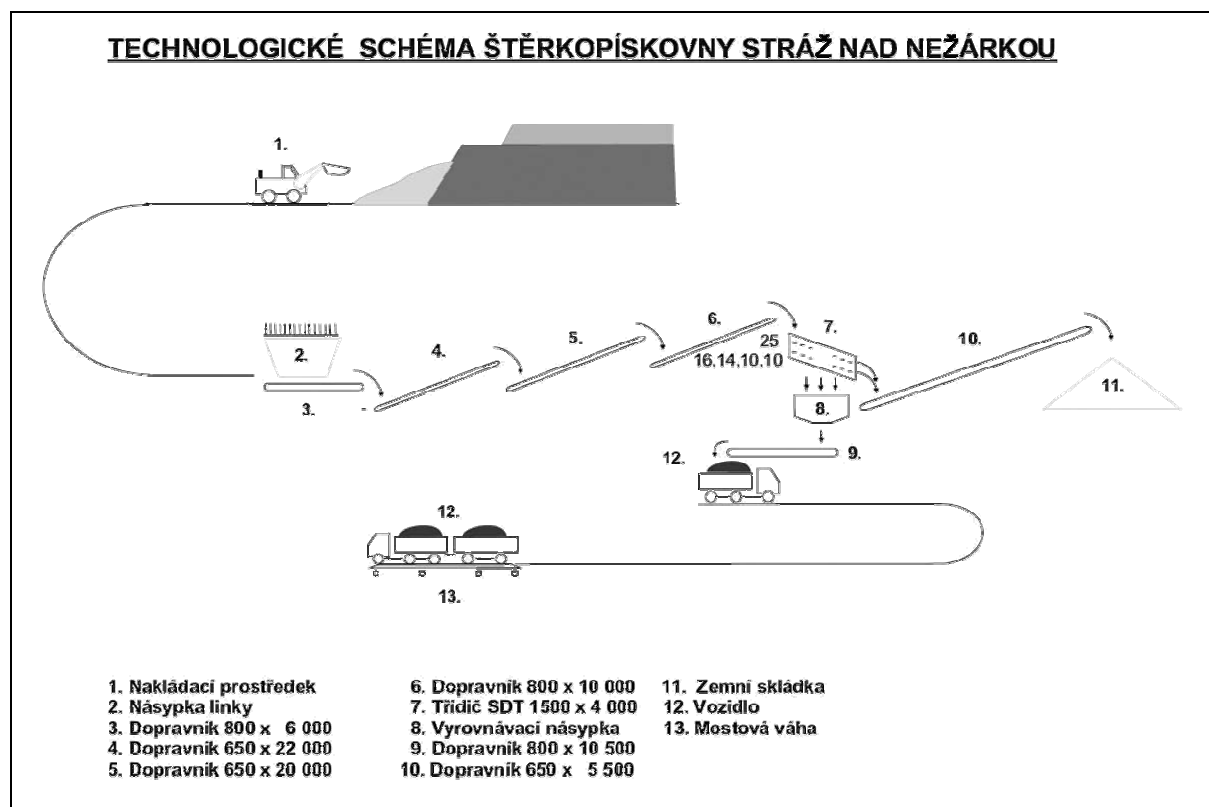 TECHNOLOGICKÉ SCHÉMA ŠTĚRKOPÍSKOVNY STRÁŽ NAD NEŽÁRKOU
1.
6.
7.
2.
4.
5.
25
16,14,10,10
10.
11.
3.
8.
12.
9.
12.
13.
1. Nakládací prostředek
2. Násypka linky
3. Dopravník 800 x 6 000
4. Dopravník 650 x 22 000
5. Dopravník 650 x 20 000
6. Dopravník 800 x 10 000
7. Třídič SDT 1500 x 4 000
8. Vyrovnávací násypka
9. Dopravník 800 x 10 500
10. Dopravník 650 x 5 500
11. Zemní skládka
12. Vozidlo
13. Mostová váha